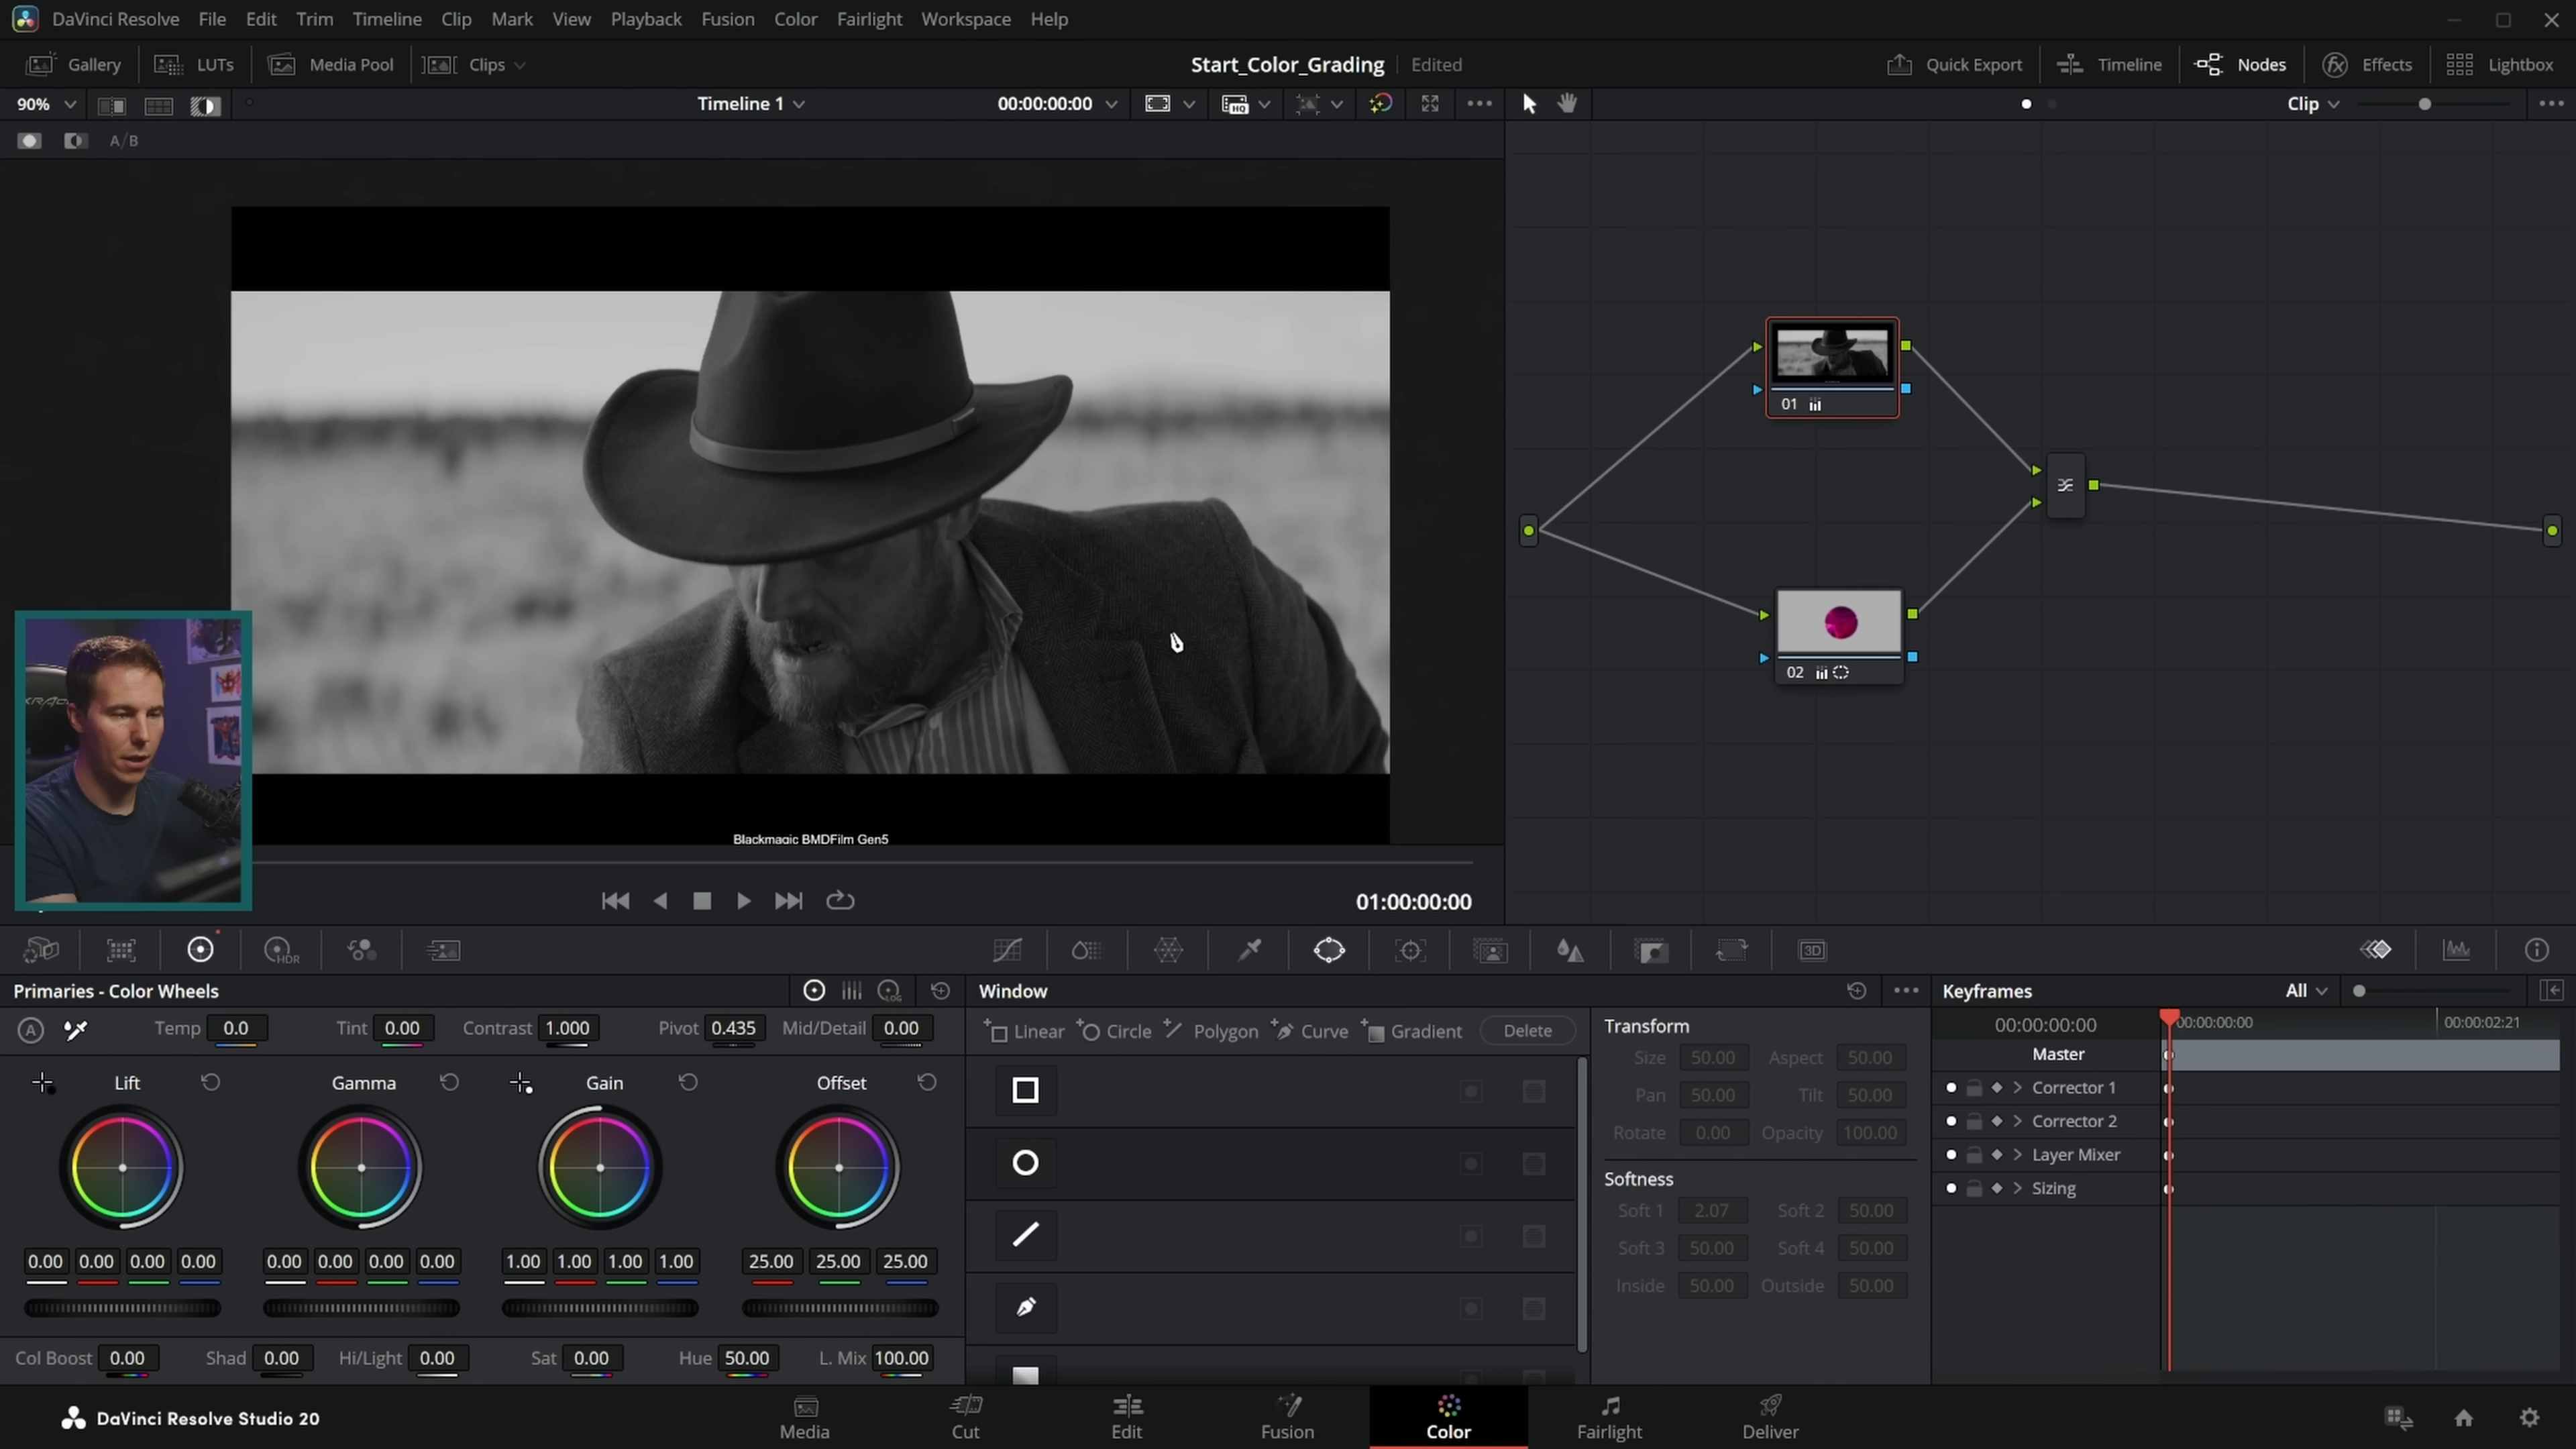 DaVinci Resolve File Edit Trim Timeline Clip Mark View Playback Fusion Color Fairlight Workspace Help
Gallery LUTs Media Pool Clips Start_Color_Grading Edited Quick Export Timeline Nodes Effects Lightbox
90% Timeline 1 00:00:00:00 HQ Clip
A/B
01
02
Blackmagic BMDFilm Gen5
01:00:00:00
HDR 3D
Primaries - Color Wheels LOG Window Keyframes All
A Temp 0.0 Tint 0.00 Contrast 1.000 Pivot 0.435 Mid/Detail 0.00
Linear Circle Polygon Curve Gradient Delete
Transform
00:00:00:00 00:00:00:00 00:00:02:21
Lift Gamma Gain Offset
Size 50.00 Aspect 50.00
Pan 50.00 Tilt 50.00
Rotate 0.00 Opacity 100.00
Softness
Soft 1 2.07 Soft 2 50.00
Soft 3 50.00 Soft 4 50.00
Inside 50.00 Outside 50.00
Master
Corrector 1
Corrector 2
Layer Mixer
Sizing
0.00 0.00 0.00 0.00 0.00 0.00 0.00 0.00 1.00 1.00 1.00 1.00 25.00 25.00 25.00
Col Boost 0.00 Shad 0.00 Hi/Light 0.00 Sat 0.00 Hue 50.00 L. Mix 100.00
DaVinci Resolve Studio 20 Media Cut Edit Fusion Color Fairlight Deliver